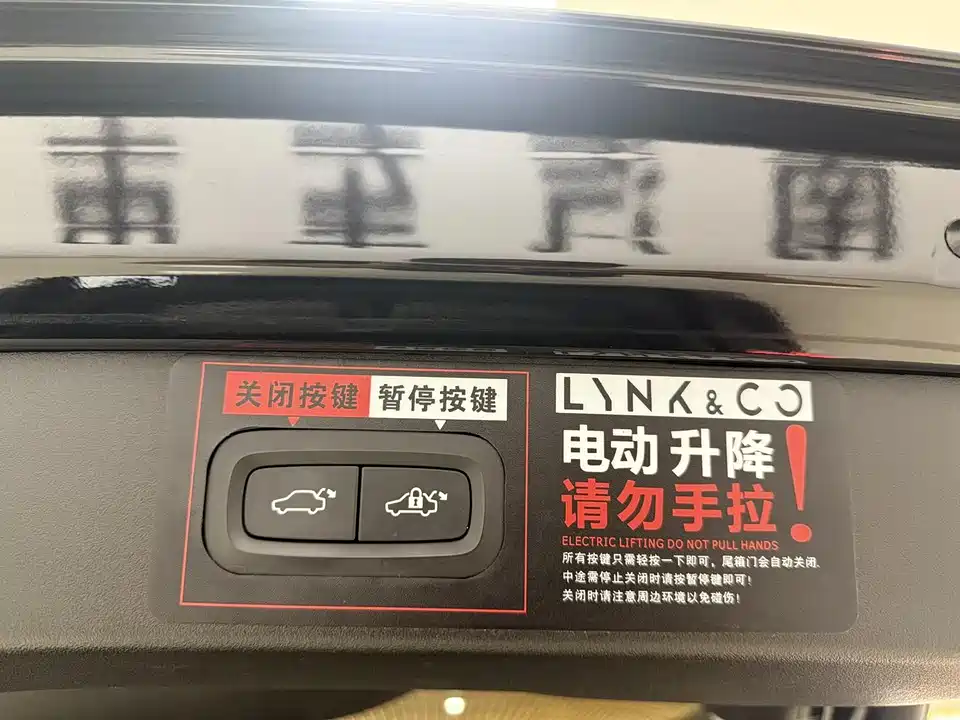 关闭按键 暂停按键
LYNK & CO
电动 升降
请勿手拉!
ELECTRIC LIFTING DO NOT PULL HANDS
所有按键只需轻按一下即可，尾箱门会自动关闭.
中途需停止关闭时请按暂停键即可!
关闭时请注意周边环境以免碰伤!